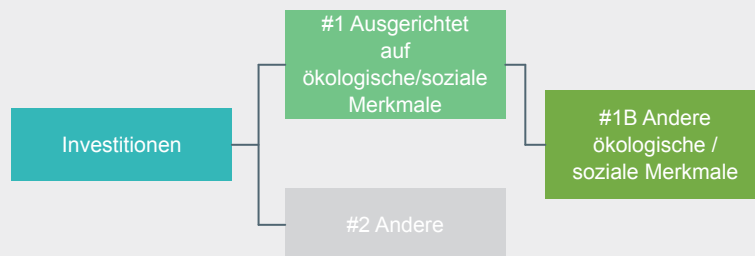 #1 Ausgerichtet
auf
ökologische/soziale
Merkmale
Investitionen
#1B Andere
ökologische /
soziale Merkmale
#2 Andere